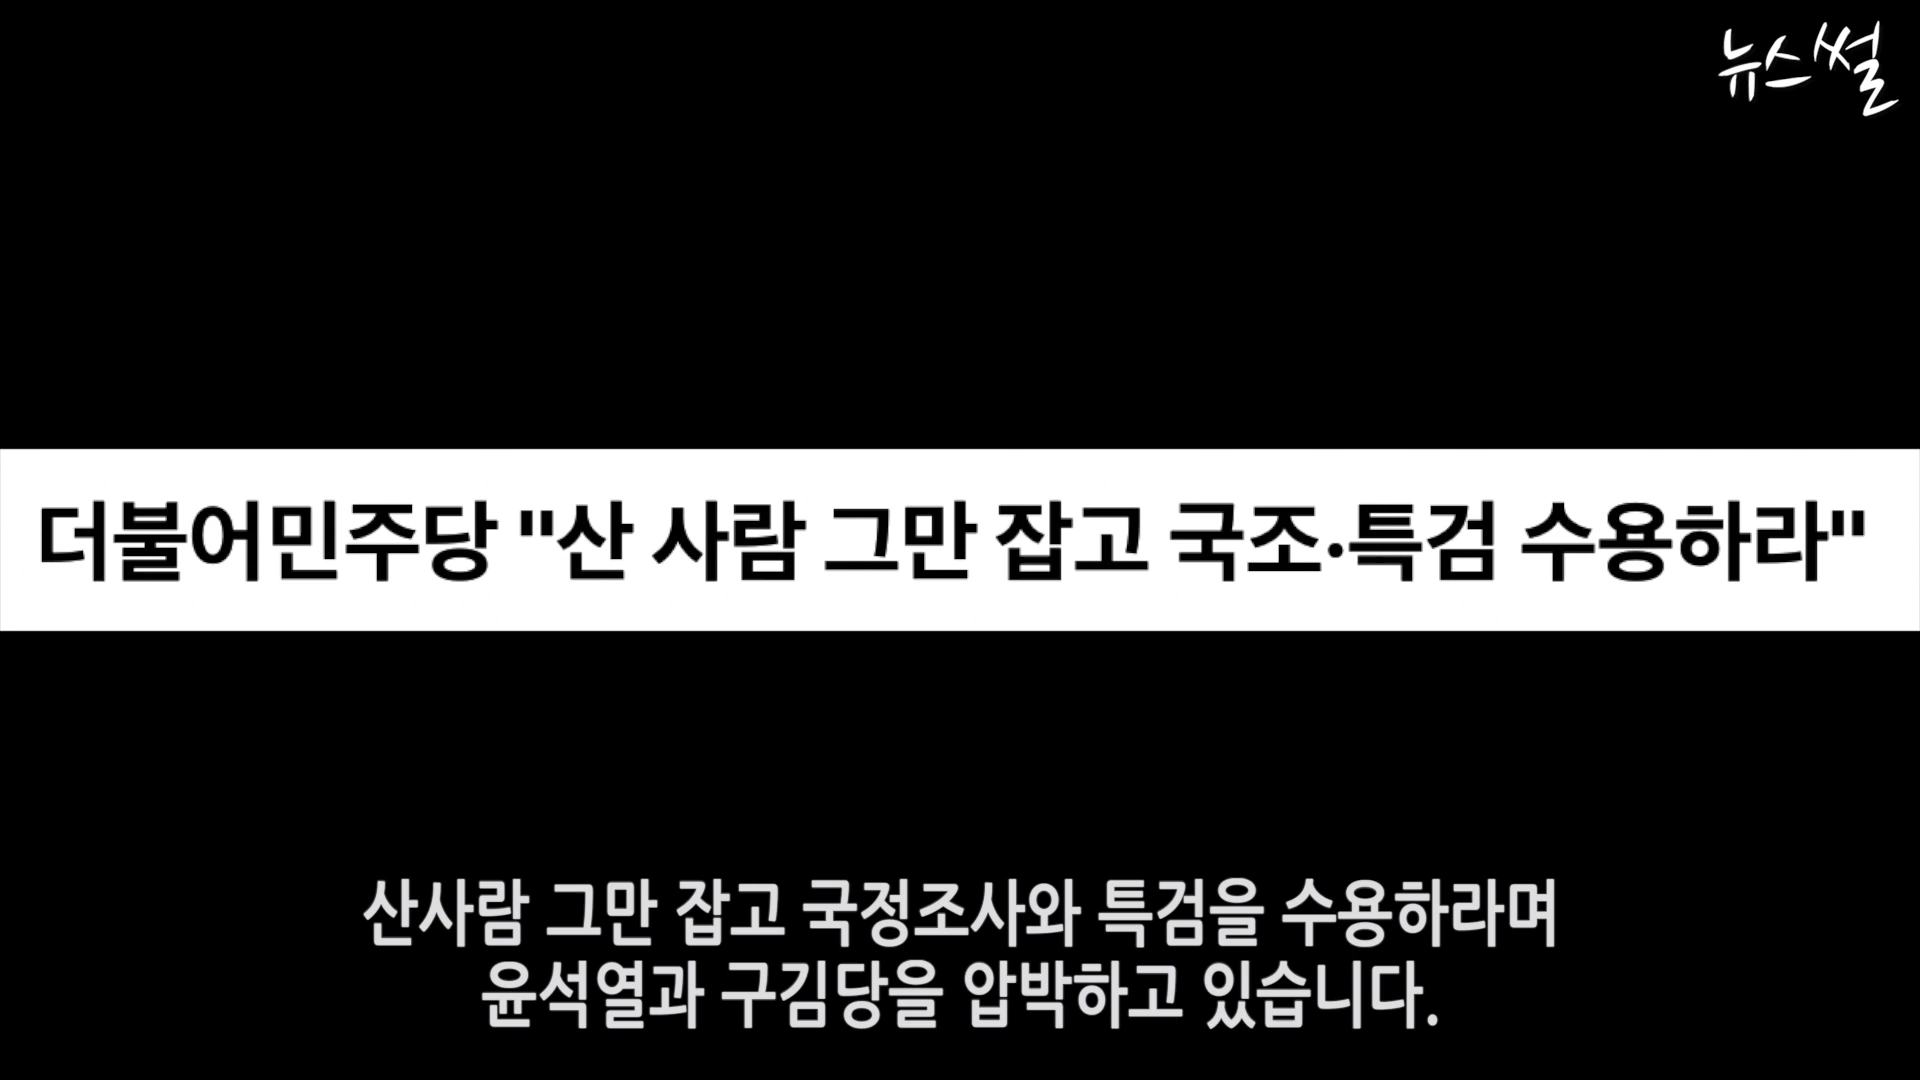 뉴스썰
더불어민주당 "산 사람 그만 잡고 국조·특검 수용하라"
산사람 그만 잡고 국정조사와 특검을 수용하라며
윤석열과 구김당을 압박하고 있습니다.